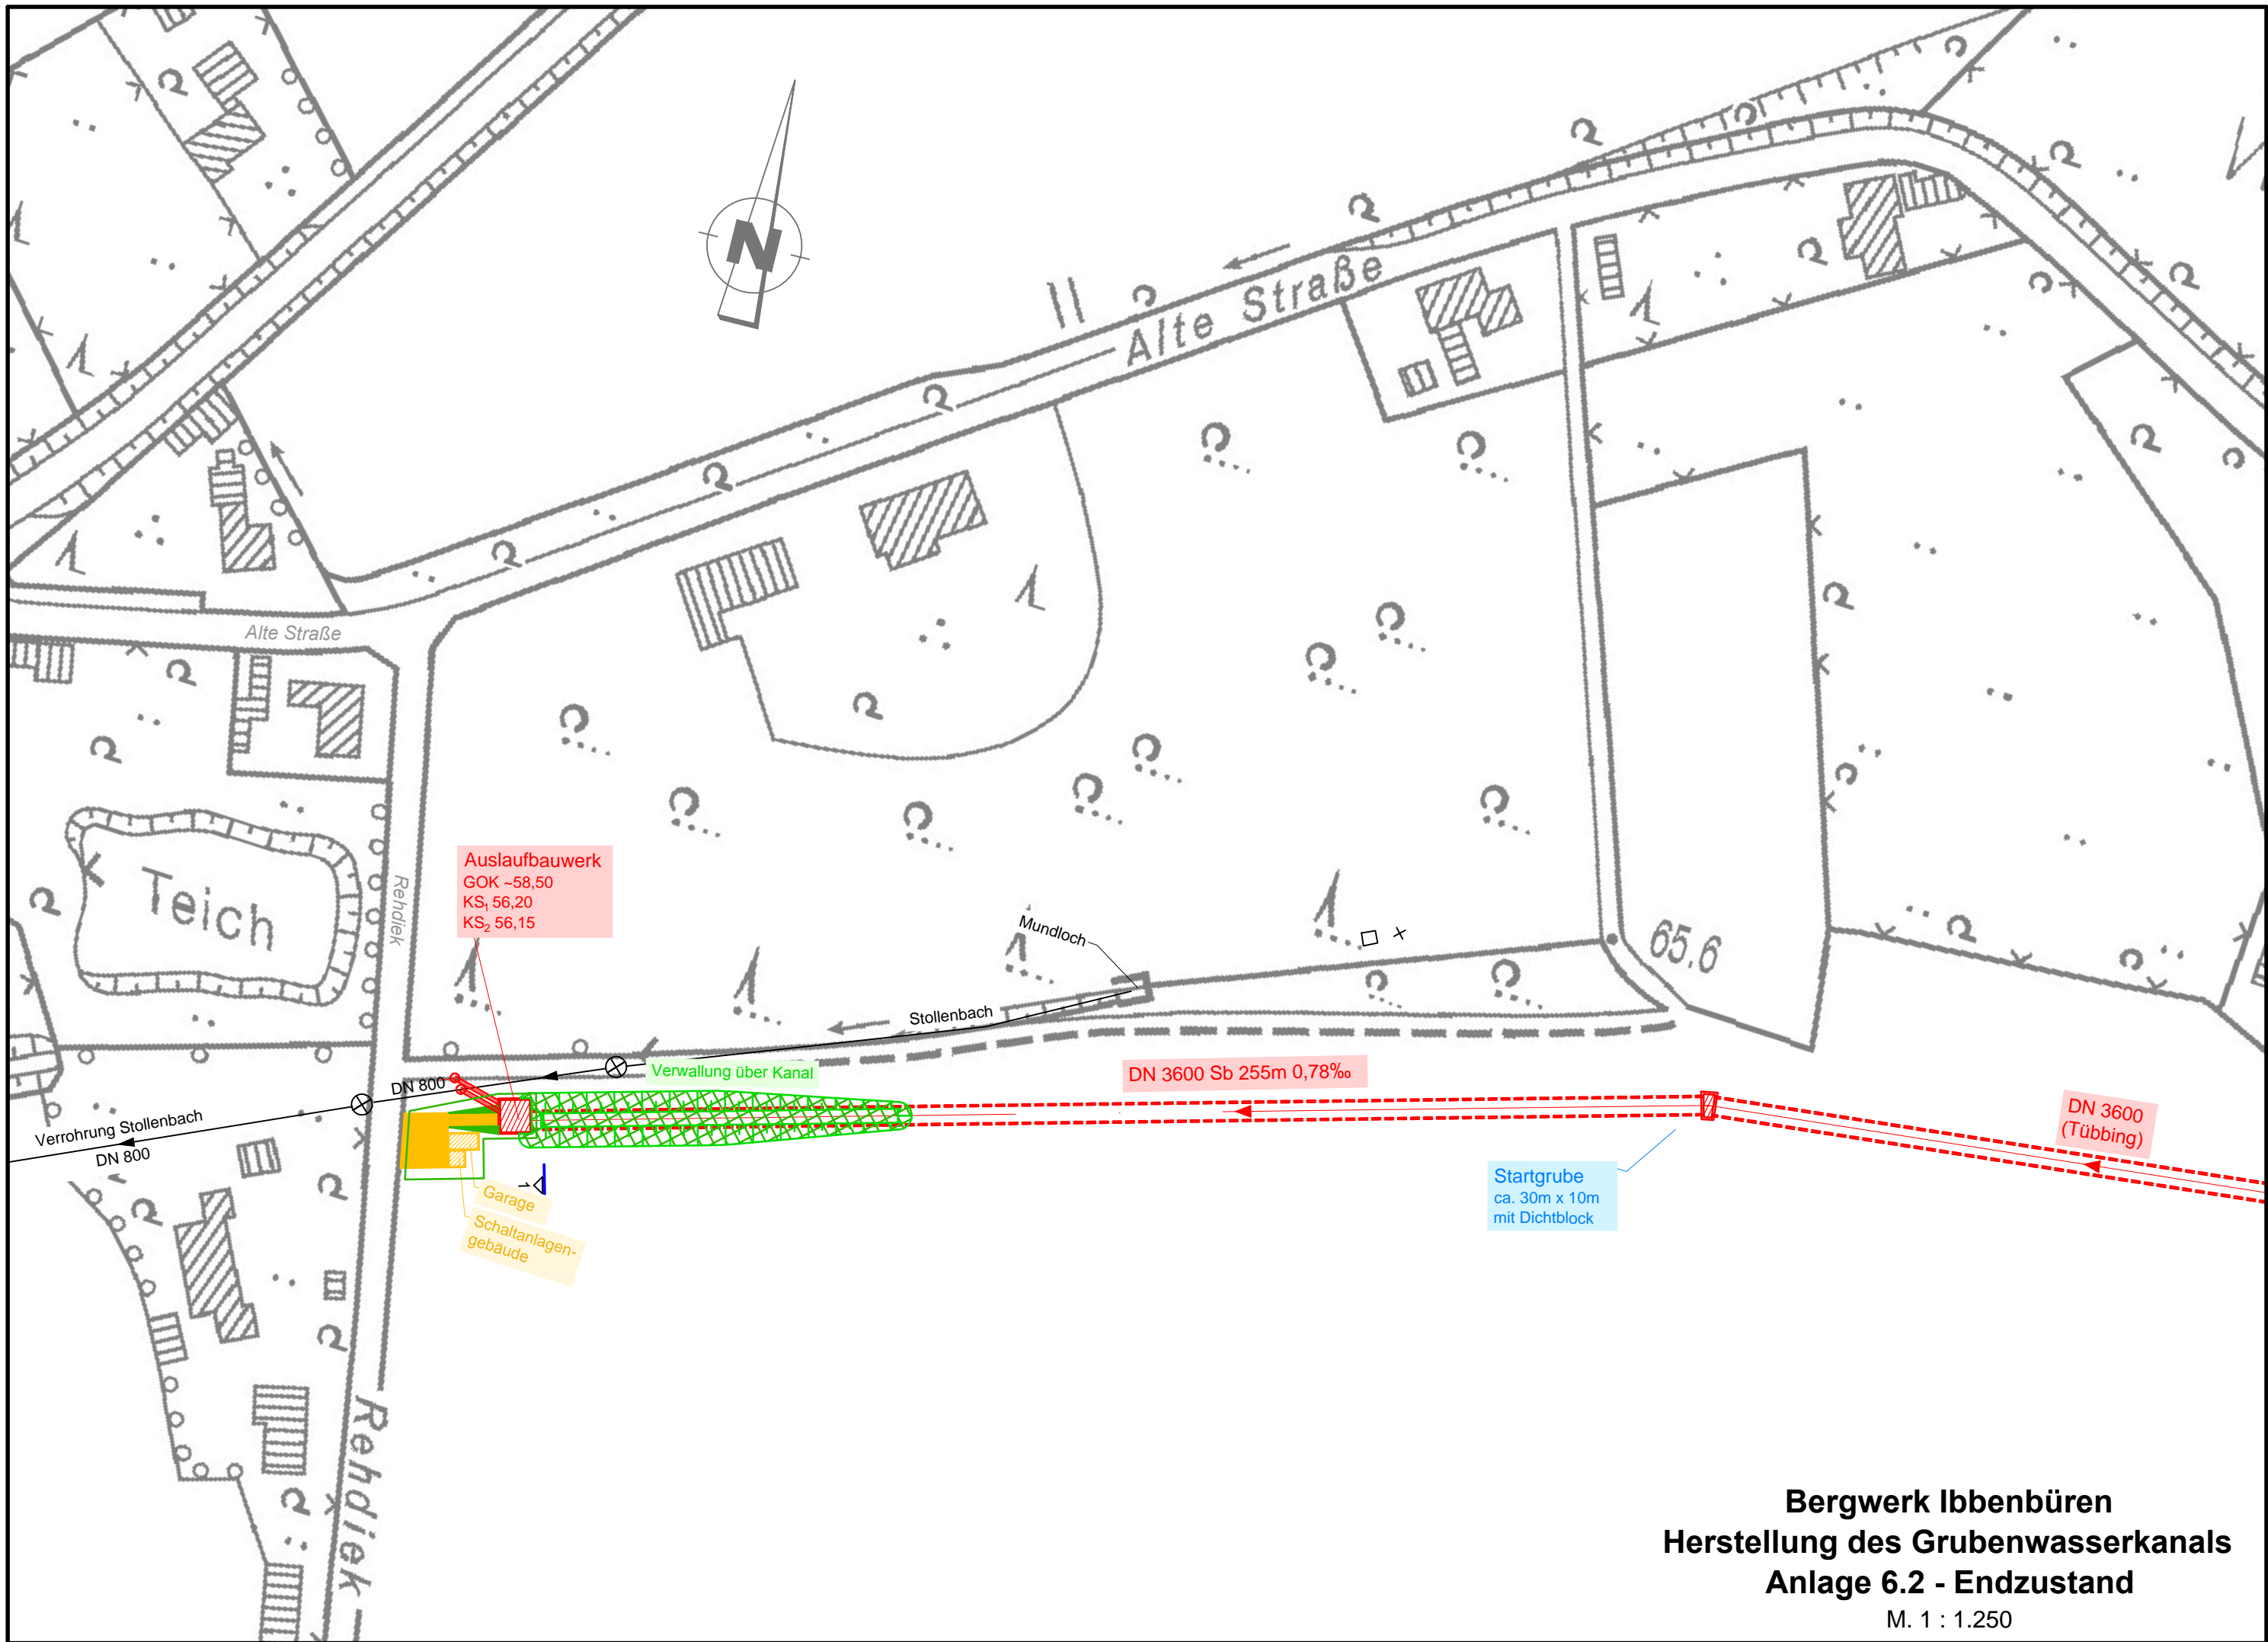 N
Alte Straße
Alte Straße
Teich
Rehdiek
Auslaufbauwerk
GOK ~58,50
KS₁ 56,20
KS₂ 56,15
Mundloch
65.6
Stollenbach
Verwallung über Kanal
DN 3600 Sb 255m 0,78‰
DN 800
Verrohrung Stollenbach
DN 800
DN 3600
(Tübbing)
Startgrube
ca. 30m x 10m
mit Dichtblock
1
Garage
Schaltanlagen-
gebäude
Rehdiek
Bergwerk Ibbenbüren
Herstellung des Grubenwasserkanals
Anlage 6.2 - Endzustand
M. 1 : 1.250